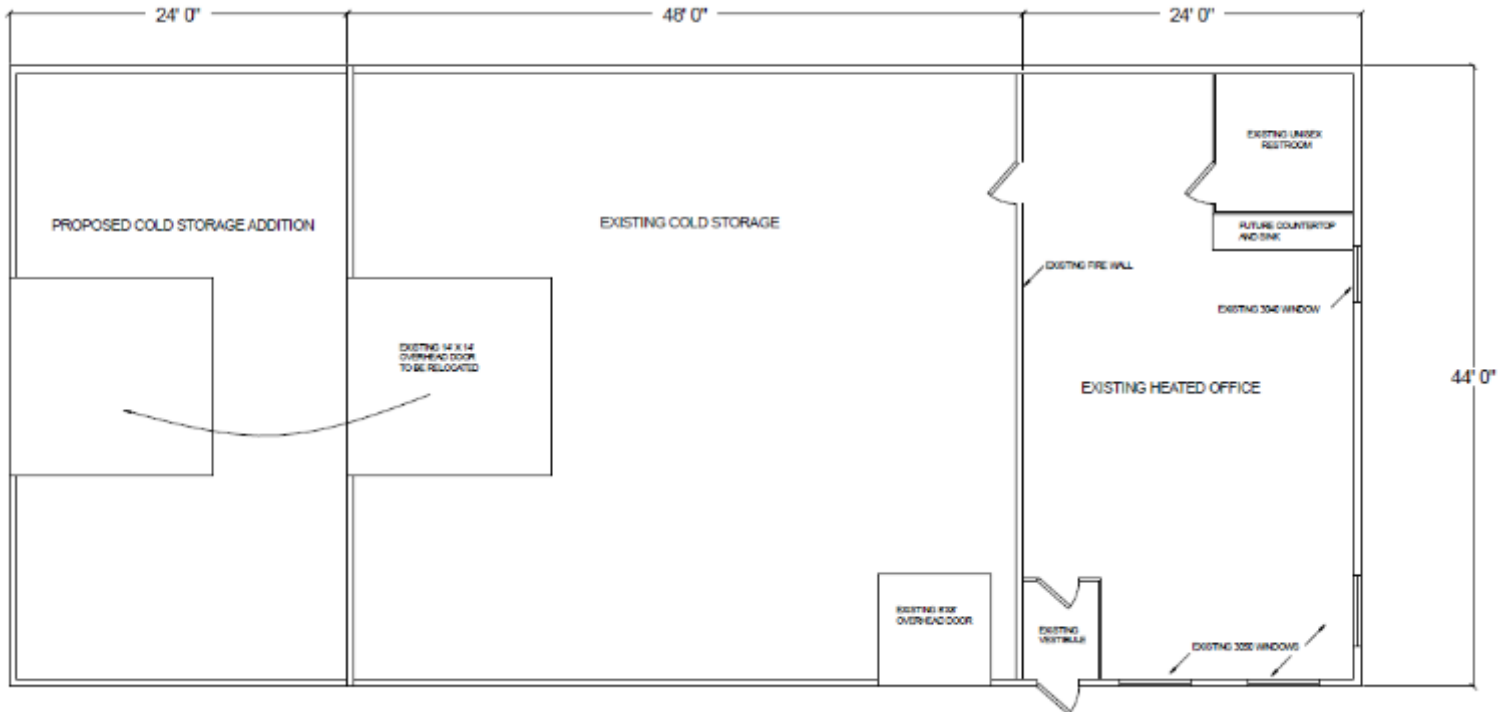 24' 0"
48' 0"
24' 0"
EXISTING UNISEX
RESTROOM
PROPOSED COLD STORAGE ADDITION
EXISTING COLD STORAGE
FUTURE COUNTERTOP
AND SINK
EXISTING FIRE WALL
EXISTING 3040 WINDOW
EXISTING 14' X 14'
OVERHEAD DOOR
TO BE RELOCATED
44' 0"
EXISTING HEATED OFFICE
EXISTING 8'X8'
OVERHEAD DOOR
EXISTING
VESTIBULE
EXISTING 3050 WINDOWS